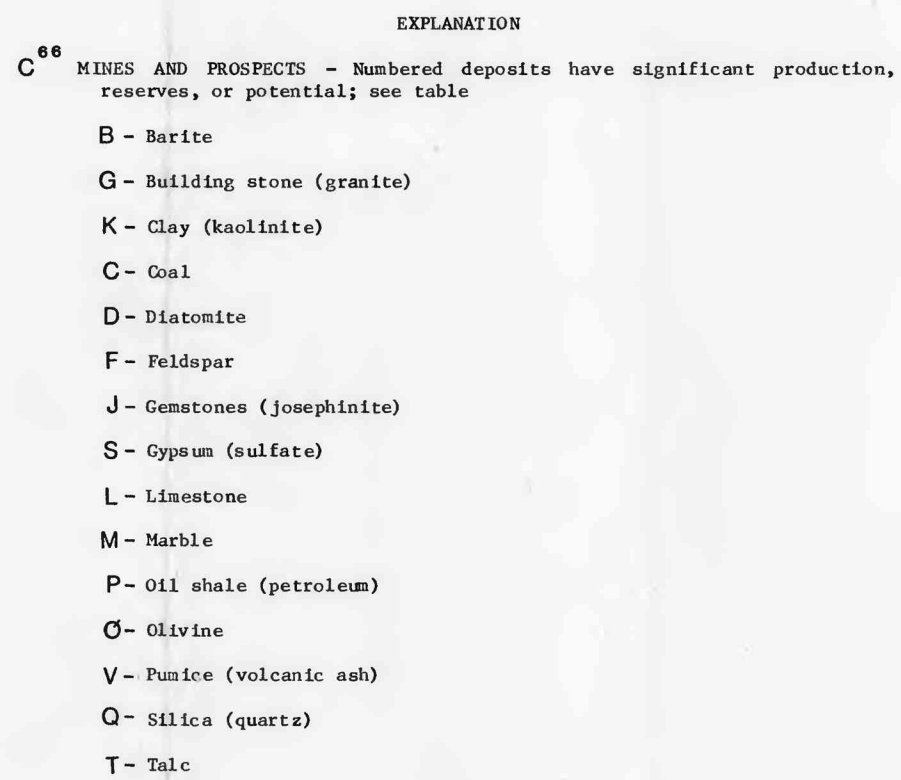 EXPLANATION
C66 MINES AND PROSPECTS - Numbered deposits have significant production,
reserves, or potential; see table
B - Barite
G - Building stone (granite)
K - Clay (kaolinite)
C - Coal
D - Diatomite
F - Feldspar
J - Gemstones (josephinite)
S - Gypsum (sulfate)
L - Limestone
M - Marble
P - Oil shale (petroleum)
Ø - Olivine
V - Pumice (volcanic ash)
Q - Silica (quartz)
T - Talc